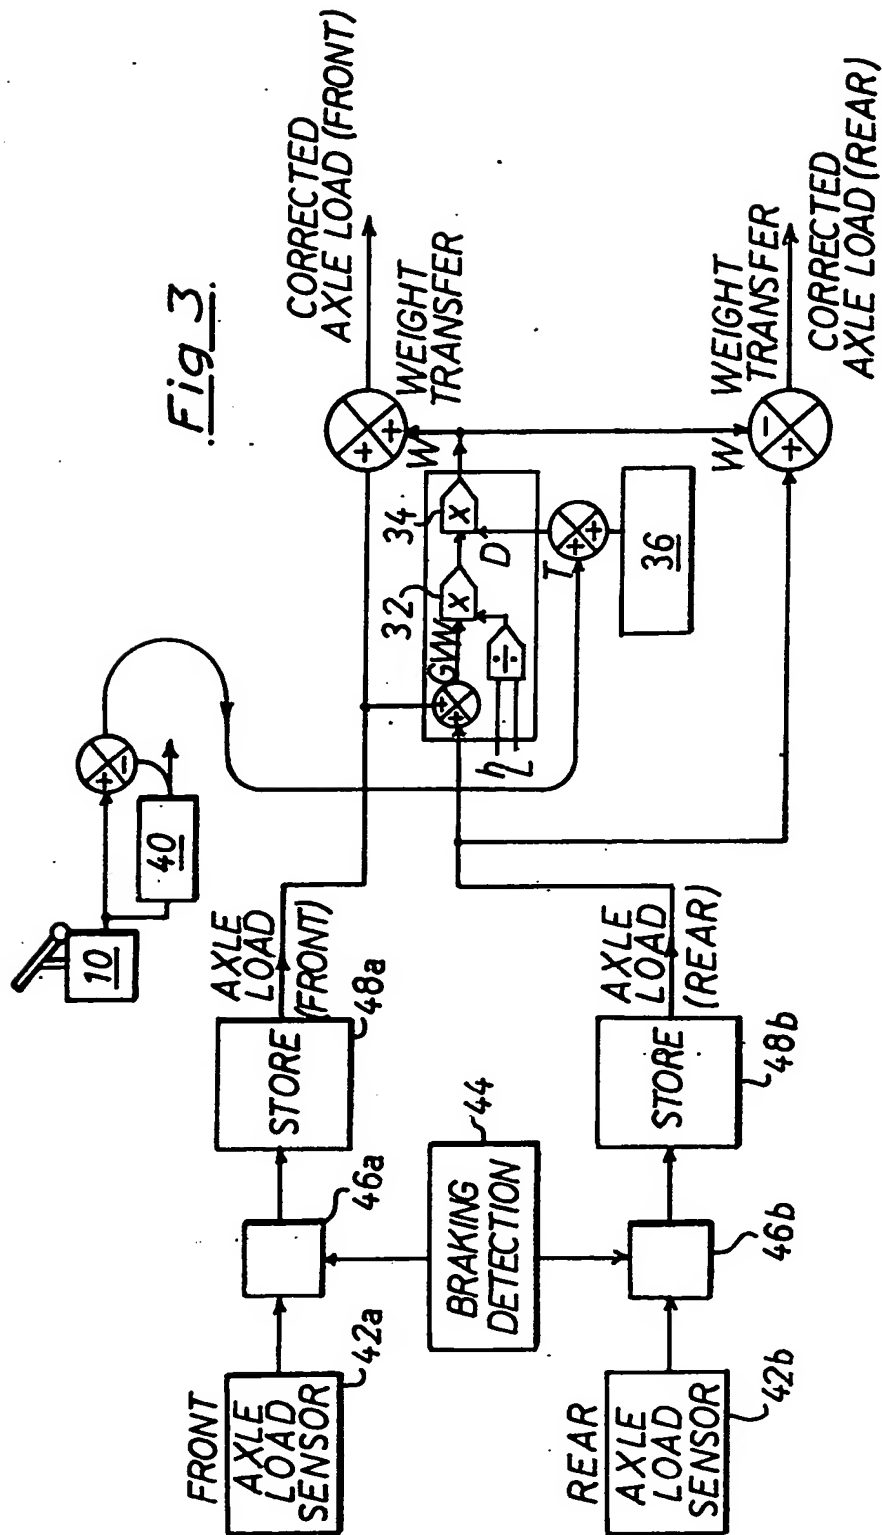 Fig 3
10
40
FRONT
AXLE
LOAD
SENSOR
42a
46a
STORE
48a
AXLE
LOAD
(FRONT)
+
-
BRAKING
DETECTION
44
REAR
AXLE
LOAD
SENSOR
42b
46b
STORE
48b
AXLE
LOAD
(REAR)
+
+
GVW
h
L
÷
32
X
34
X
D
T
+
+
36
W
+
+
WEIGHT
TRANSFER
CORRECTED
AXLE LOAD (FRONT)
W
-
+
WEIGHT
TRANSFER
CORRECTED
AXLE LOAD (REAR)